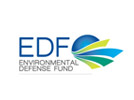 EDF
ENVIRONMENTAL
DEFENSE FUND